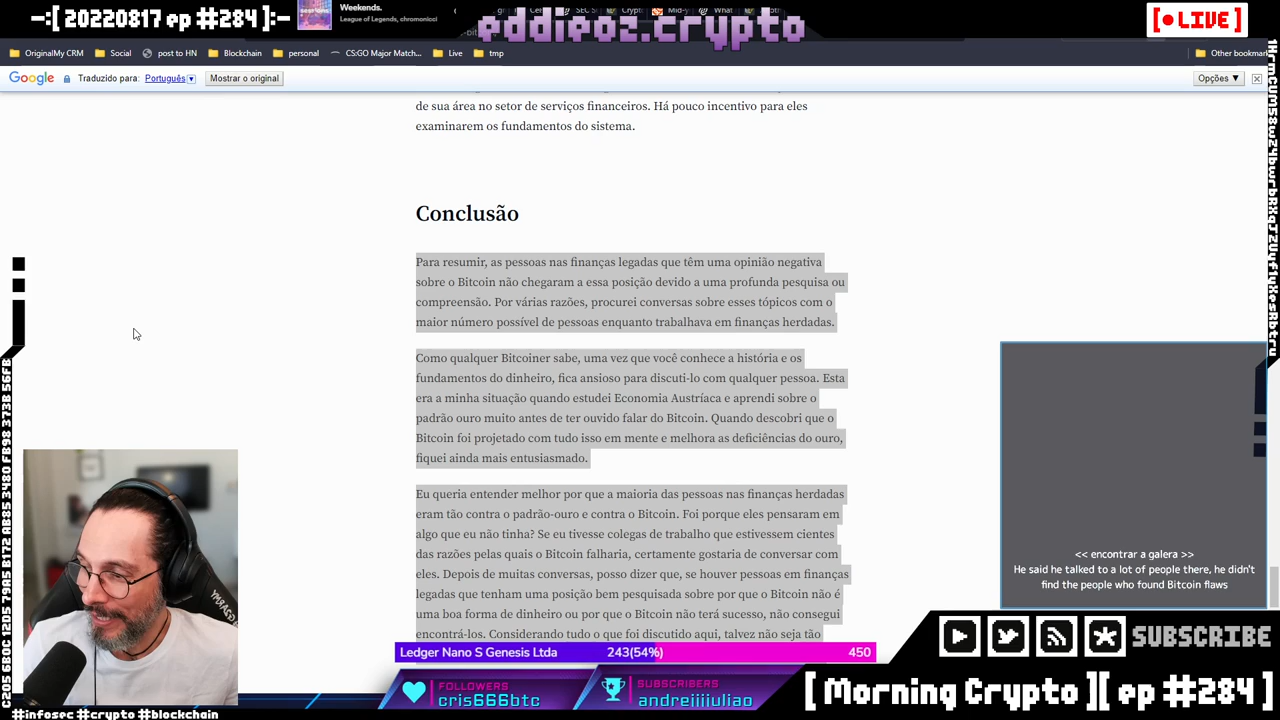 -:[ 20220817 ep #284 ]:-
Weekends.
League of Legends, chromonicci
eddieoz.crypto
[ • LIVE ]
OriginalMy CRM
Social
post to HN
Blockchain
personal
CS:GO Major Match...
Live
tmp
Other bookmar
Google
Traduzido para:
Português
Mostrar o original
Opções ▼
de sua área no setor de serviços financeiros. Há pouco incentivo para eles
examinarem os fundamentos do sistema.
Conclusão
Para resumir, as pessoas nas finanças legadas que têm uma opinião negativa
sobre o Bitcoin não chegaram a essa posição devido a uma profunda pesquisa ou
compreensão. Por várias razões, procurei conversas sobre esses tópicos com o
maior número possível de pessoas enquanto trabalhava em finanças herdadas.
Como qualquer Bitcoiner sabe, uma vez que você conhece a história e os
fundamentos do dinheiro, fica ansioso para discuti-lo com qualquer pessoa. Esta
era a minha situação quando estudei Economia Austríaca e aprendi sobre o
padrão ouro muito antes de ter ouvido falar do Bitcoin. Quando descobri que o
Bitcoin foi projetado com tudo isso em mente e melhora as deficiências do ouro,
fiquei ainda mais entusiasmado.
Eu queria entender melhor por que a maioria das pessoas nas finanças herdadas
eram tão contra o padrão-ouro e contra o Bitcoin. Foi porque eles pensaram em
algo que eu não tinha? Se eu tivesse colegas de trabalho que estivessem cientes
das razões pelas quais o Bitcoin falharia, certamente gostaria de conversar com
eles. Depois de muitas conversas, posso dizer que, se houver pessoas em finanças
legadas que tenham uma posição bem pesquisada sobre por que o Bitcoin não é
uma boa forma de dinheiro ou por que o Bitcoin não terá sucesso, não consegui
encontrá-los. Considerando tudo o que foi discutido aqui, talvez não seja tão
<< encontrar a galera >>
He said he talked to a lot of people there, he didn't
find the people who found Bitcoin flaws
Ledger Nano S Genesis Ltda
243(54%)
450
FOLLOWERS
cris666btc
SUBSCRIBERS
andrejjjuliao
SUBSCRIBE
[ Morning Crypto ][ ep #284 ]
#infosec #crypto #blockchain